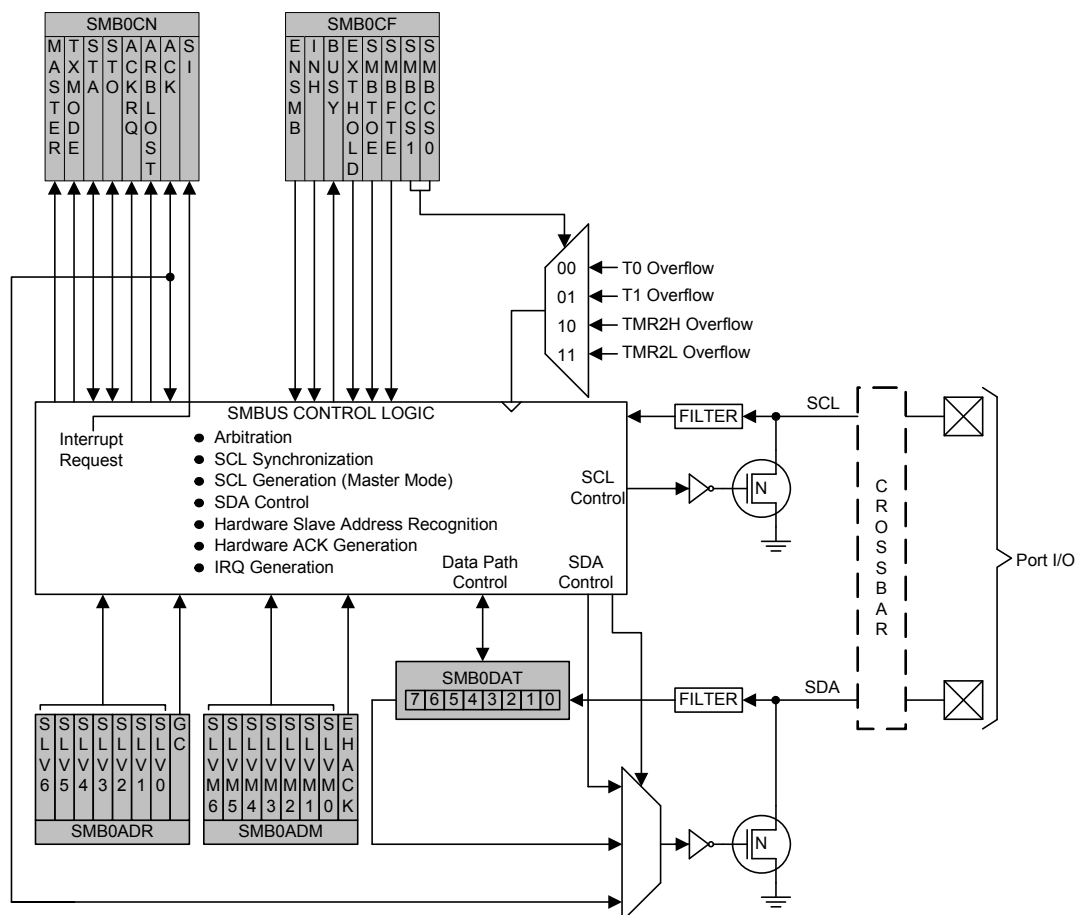 SMB0CN
MASTER
TXMODE
STA
STO
ACKRQ
ARBLOST
ACK
SI
SMB0CF
ENSMB
INH
BUSY
EXTHOLD
SMBTOE
SMBFTE
SMBCS1
SMBCS0
00
T0 Overflow
01
T1 Overflow
10
TMR2H Overflow
11
TMR2L Overflow
SMBUS CONTROL LOGIC
Interrupt
Request
● Arbitration
● SCL Synchronization
● SCL Generation (Master Mode)
● SDA Control
● Hardware Slave Address Recognition
● Hardware ACK Generation
● IRQ Generation
SCL
Control
Data Path
Control
SDA
Control
FILTER
SCL
N
CROSSBAR
Port I/O
SMB0DAT
7 6 5 4 3 2 1 0
FILTER
SDA
N
SLV6
SLV5
SLV4
SLV3
SLV2
SLV1
SLV0
GC
SMB0ADR
SLVM6
SLVM5
SLVM4
SLVM3
SLVM2
SLVM1
SLVM0
EHACK
SMB0ADM